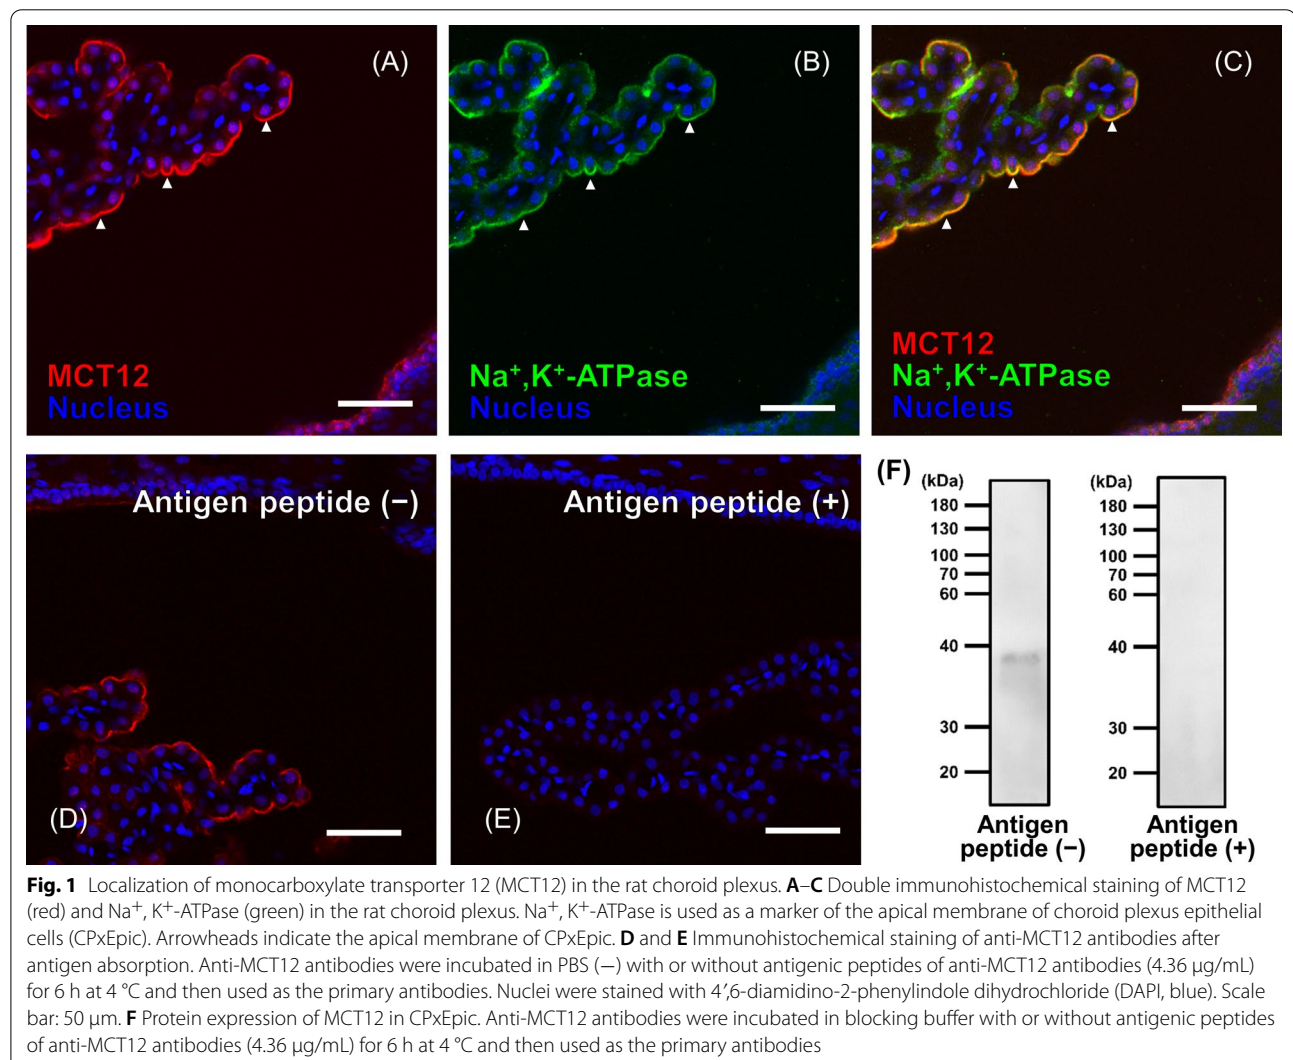 (A)
MCT12
Nucleus
(B)
Na⁺,K⁺-ATPase
Nucleus
(C)
MCT12
Na⁺,K⁺-ATPase
Nucleus
Antigen peptide (−)
(D)
Antigen peptide (+)
(E)
(F)
(kDa)
180
130
100
70
60
40
30
20
Antigen
peptide (−)
(kDa)
180
130
100
70
60
40
30
20
Antigen
peptide (+)
Fig. 1 Localization of monocarboxylate transporter 12 (MCT12) in the rat choroid plexus. A–C Double immunohistochemical staining of MCT12
(red) and Na⁺, K⁺-ATPase (green) in the rat choroid plexus. Na⁺, K⁺-ATPase is used as a marker of the apical membrane of choroid plexus epithelial
cells (CPxEpic). Arrowheads indicate the apical membrane of CPxEpic. D and E Immunohistochemical staining of anti-MCT12 antibodies after
antigen absorption. Anti-MCT12 antibodies were incubated in PBS (−) with or without antigenic peptides of anti-MCT12 antibodies (4.36 μg/mL)
for 6 h at 4 °C and then used as the primary antibodies. Nuclei were stained with 4′,6-diamidino-2-phenylindole dihydrochloride (DAPI, blue). Scale
bar: 50 μm. F Protein expression of MCT12 in CPxEpic. Anti-MCT12 antibodies were incubated in blocking buffer with or without antigenic peptides
of anti-MCT12 antibodies (4.36 μg/mL) for 6 h at 4 °C and then used as the primary antibodies